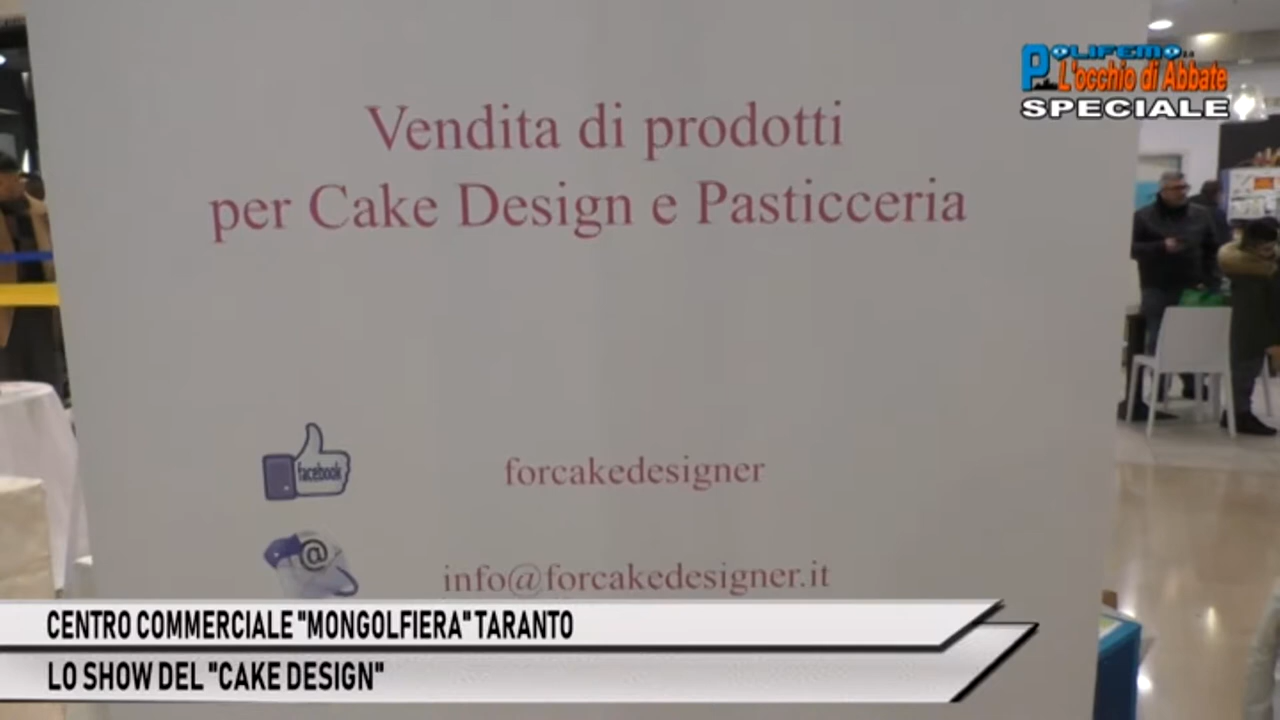 POLIFEMO
L'occhio di Abbate
SPECIALE
Vendita di prodotti
per Cake Design e Pasticceria
facebook
forcakedesigner
@
info@forcakedesigner.it
CENTRO COMMERCIALE "MONGOLFIERA" TARANTO
LO SHOW DEL "CAKE DESIGN"